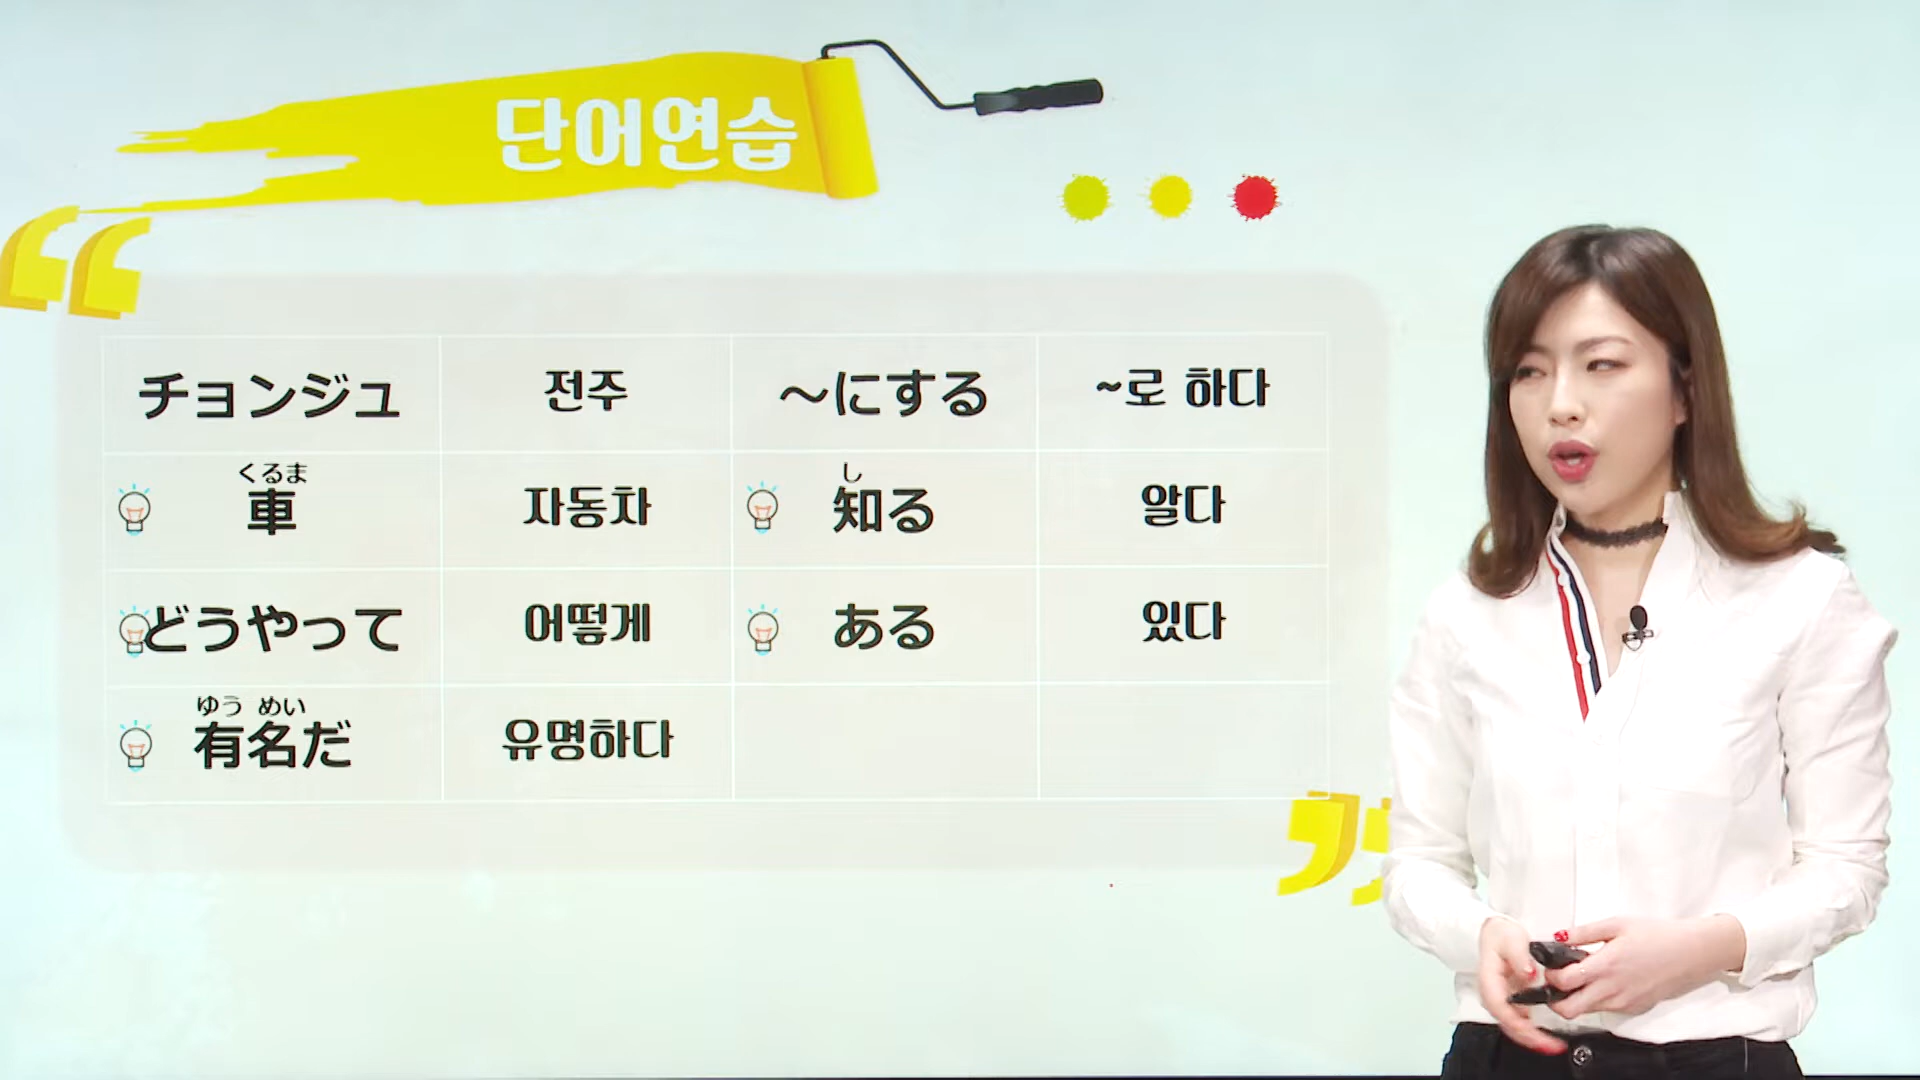 단어연습
チョンジュ 전주 ～にする ~로 하다
くるま し
車 자동차 知る 알다
どうやって 어떻게 ある 있다
ゆう めい
有名だ 유명하다